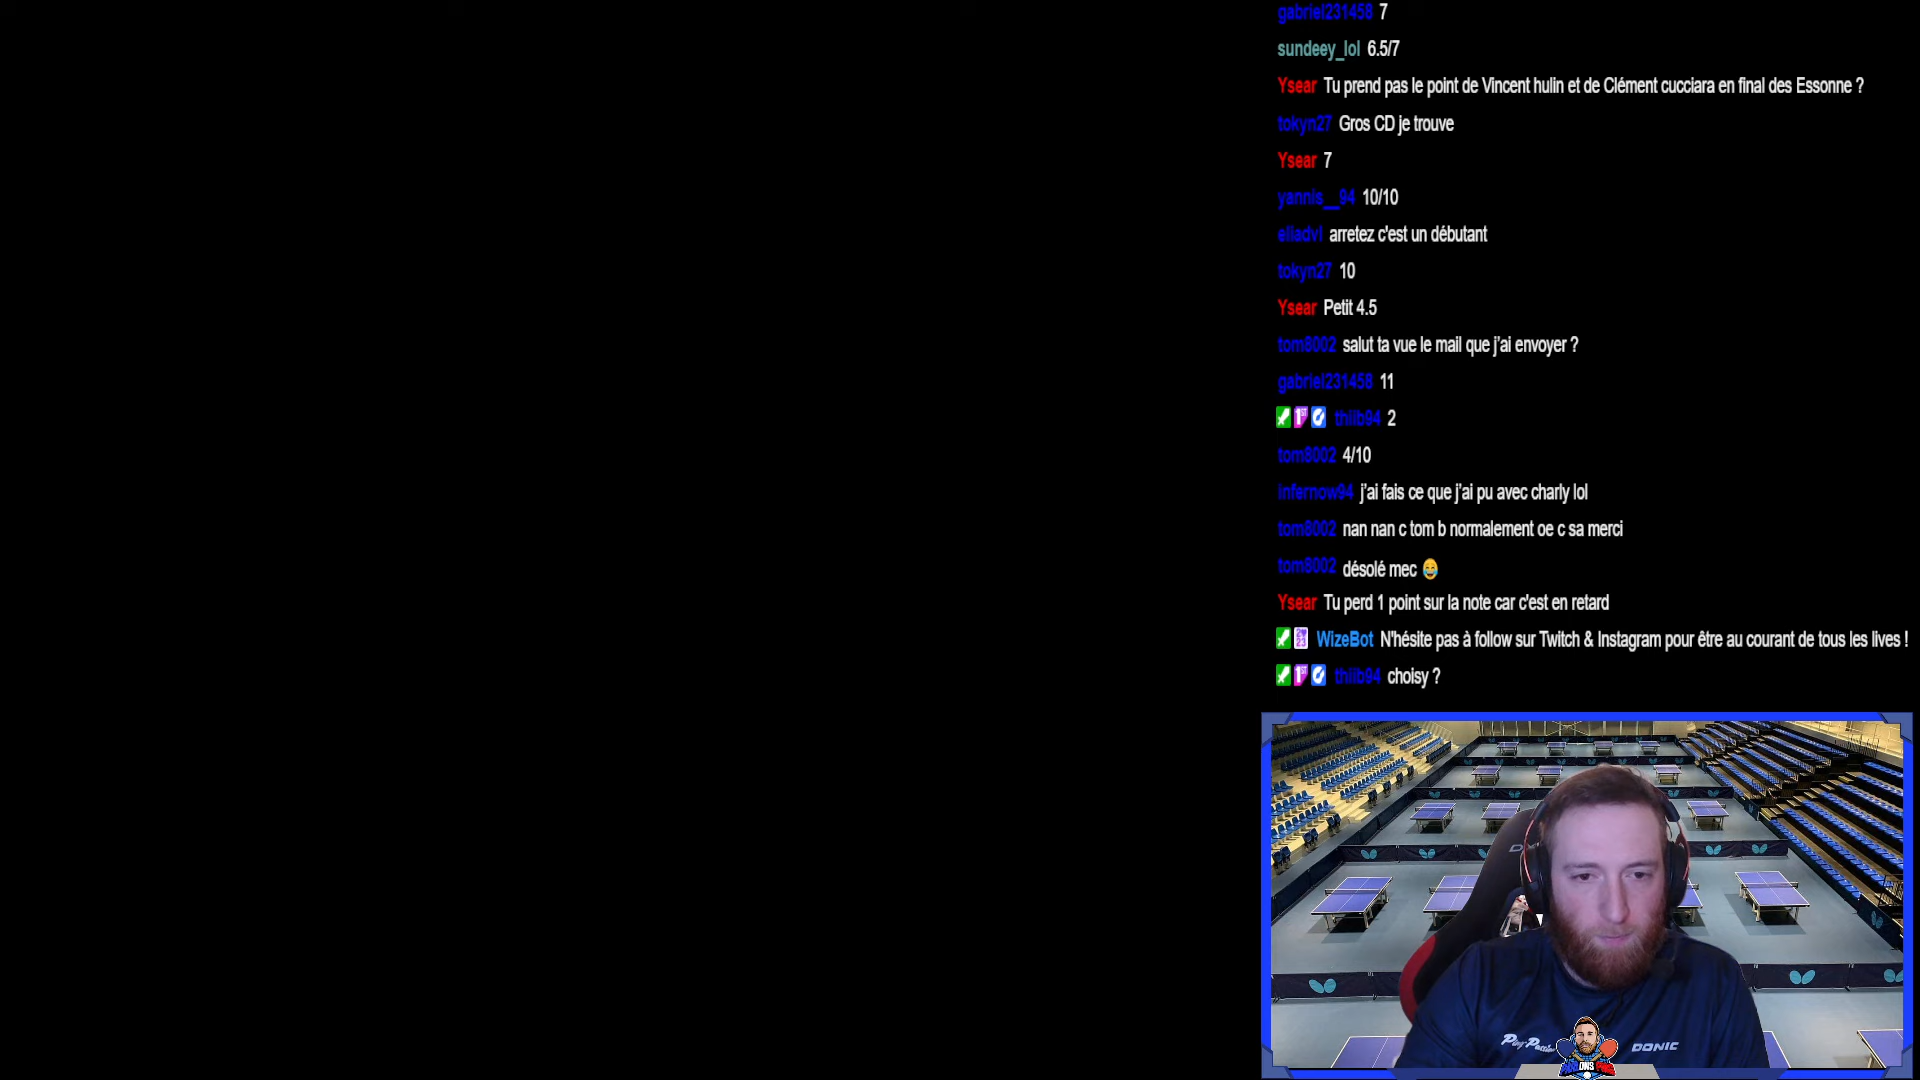 gabriel231458 7
sundeey_lol 6.5/7
Ysear Tu prend pas le point de Vincent hulin et de Clément cucciara en final des Essonne ?
tokyn27 Gros CD je trouve
Ysear 7
yannis__94 10/10
eliadvl arretez c'est un débutant
tokyn27 10
Ysear Petit 4.5
tom8002 salut ta vue le mail que j'ai envoyer ?
gabriel231458 11
thiib94 2
tom8002 4/10
infernow94 j'ai fais ce que j'ai pu avec charly lol
tom8002 nan nan c tom b normalement oe c sa merci
tom8002 désolé mec 😂
Ysear Tu perd 1 point sur la note car c'est en retard
WizeBot N'hésite pas à follow sur Twitch & Instagram pour être au courant de tous les lives !
thiib94 choisy ?
Ping-Passion DONIC